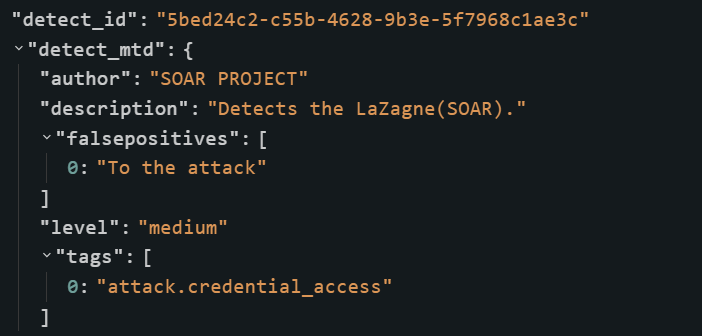 "detect_id": "5bed24c2-c55b-4628-9b3e-5f7968c1ae3c"
"detect_mtd": {
"author": "SOAR PROJECT"
"description": "Detects the LaZagne(SOAR)."
"falsepositives": [
0: "To the attack"
]
"level": "medium"
"tags": [
0: "attack.credential_access"
]